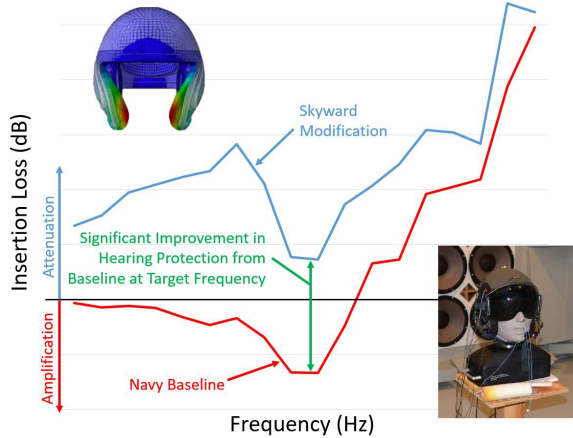 Skyward
Modification
Insertion Loss (dB)
Attenuation
Significant Improvement in
Hearing Protection from
Baseline at Target Frequency
Amplification
Navy Baseline
Frequency (Hz)